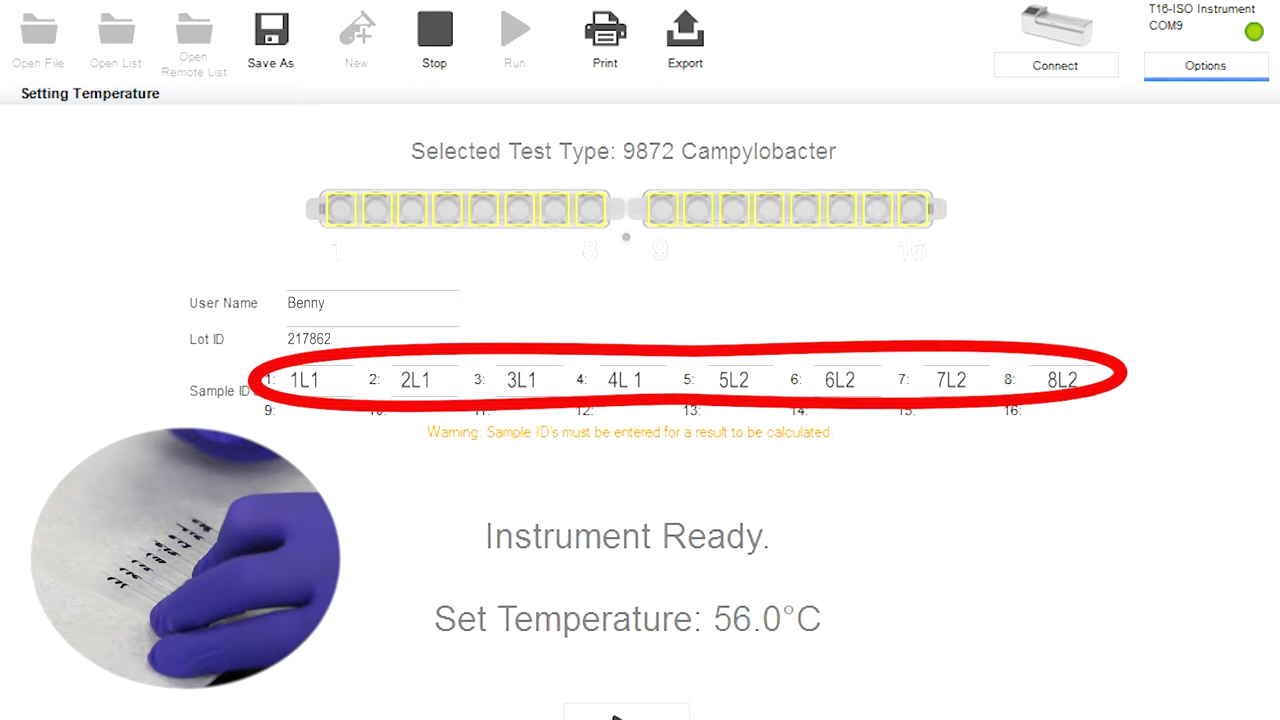 Open File
Open List
Open
Remote List
Save As
New
Stop
Run
Print
Export
T16-ISO Instrument
COM9
Connect
Options
Setting Temperature
Selected Test Type: 9872 Campylobacter
1 8 9 16
User Name Benny
Lot ID 217862
Sample ID's 1: 1L1 2: 2L1 3: 3L1 4: 4L 1 5: 5L2 6: 6L2 7: 7L2 8: 8L2
9: 10: 11: 12: 13: 14: 15: 16:
Warning: Sample ID's must be entered for a result to be calculated.
Instrument Ready.
Set Temperature: 56.0°C